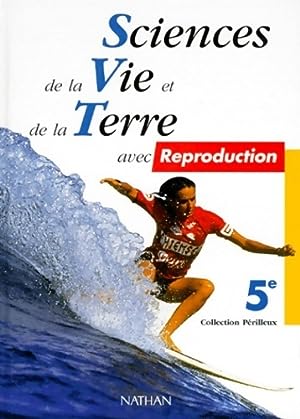 Sciences
de la Vie et
de la Terre
avec Reproduction
5e
Collection Périlleux
NATHAN